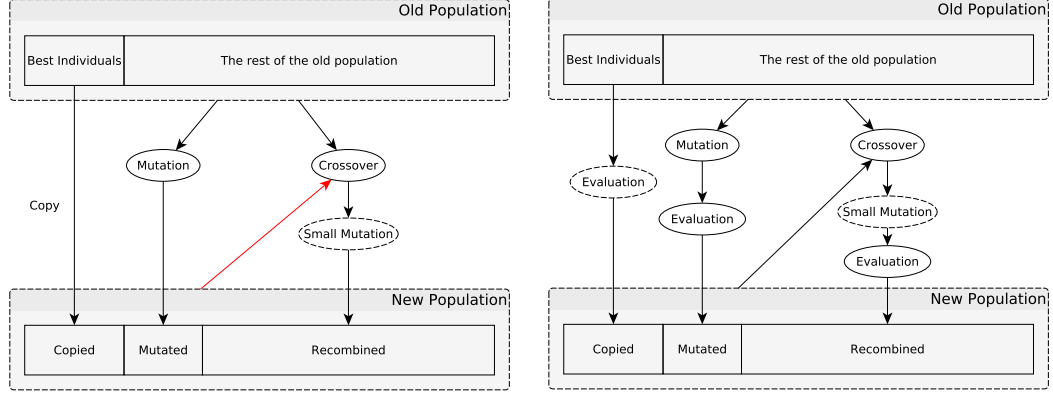 Old Population
Best Individuals
The rest of the old population
Mutation
Crossover
Copy
Small Mutation
New Population
Copied
Mutated
Recombined
Old Population
Best Individuals
The rest of the old population
Mutation
Crossover
Evaluation
Evaluation
Small Mutation
Evaluation
New Population
Copied
Mutated
Recombined